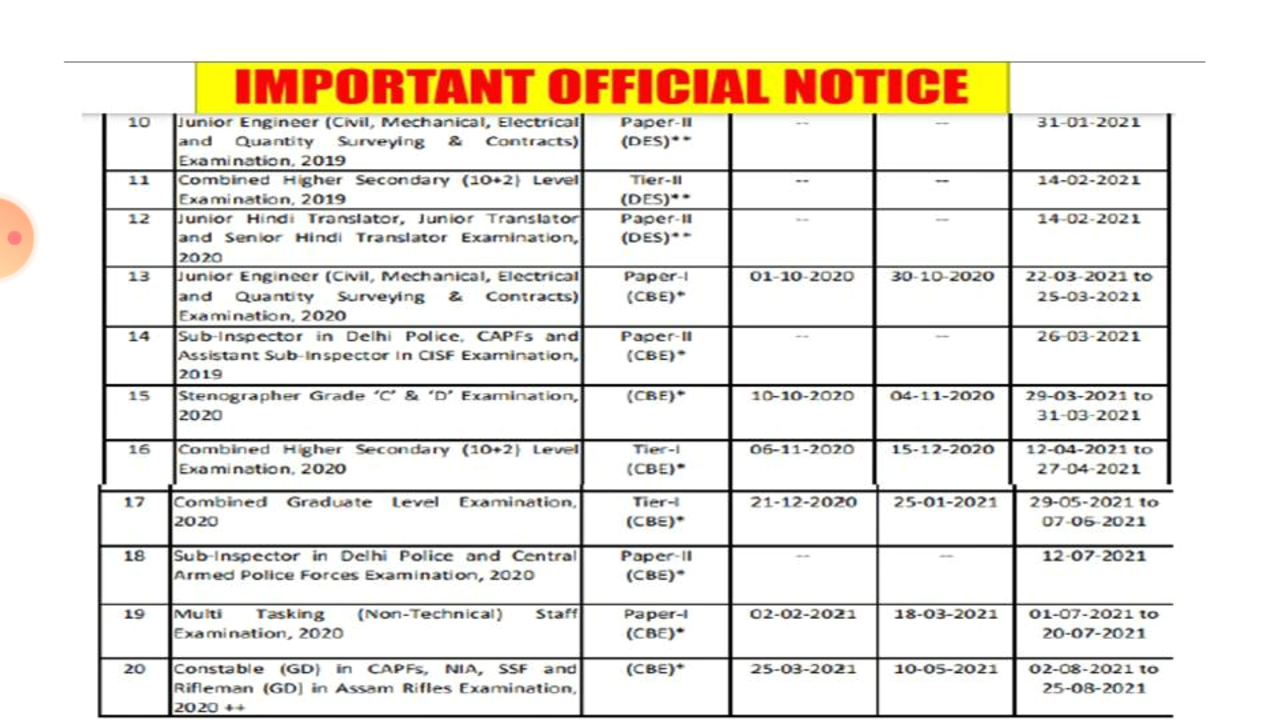 IMPORTANT OFFICIAL NOTICE
10 Junior Engineer (Civil, Mechanical, Electrical Paper-II -- -- 31-01-2021
and Quantity Surveying & Contracts) (DES)**
Examination, 2019
11 Combined Higher Secondary (10+2) Level Tier-II -- -- 14-02-2021
Examination, 2019 (DES)**
12 Junior Hindi Translator, Junior Translator Paper-II -- -- 14-02-2021
and Senior Hindi Translator Examination, (DES)**
2020
13 Junior Engineer (Civil, Mechanical, Electrical Paper-I 01-10-2020 30-10-2020 22-03-2021 to
and Quantity Surveying & Contracts) (CBE)* 25-03-2021
Examination, 2020
14 Sub-Inspector in Delhi Police, CAPFs and Paper-II -- -- 26-03-2021
Assistant Sub-Inspector In CISF Examination, (CBE)*
2019
15 Stenographer Grade ‘C’ & ‘D’ Examination, (CBE)* 10-10-2020 04-11-2020 29-03-2021 to
2020 31-03-2021
16 Combined Higher Secondary (10+2) Level Tier-I 06-11-2020 15-12-2020 12-04-2021 to
Examination, 2020 (CBE)* 27-04-2021
17 Combined Graduate Level Examination, Tier-I 21-12-2020 25-01-2021 29-05-2021 to
2020 (CBE)* 07-06-2021
18 Sub-Inspector in Delhi Police and Central Paper-II -- -- 12-07-2021
Armed Police Forces Examination, 2020 (CBE)*
19 Multi Tasking (Non-Technical) Staff Paper-I 02-02-2021 18-03-2021 01-07-2021 to
Examination, 2020 (CBE)* 20-07-2021
20 Constable (GD) in CAPFs, NIA, SSF and (CBE)* 25-03-2021 10-05-2021 02-08-2021 to
Rifleman (GD) in Assam Rifles Examination, 25-08-2021
2020 ++